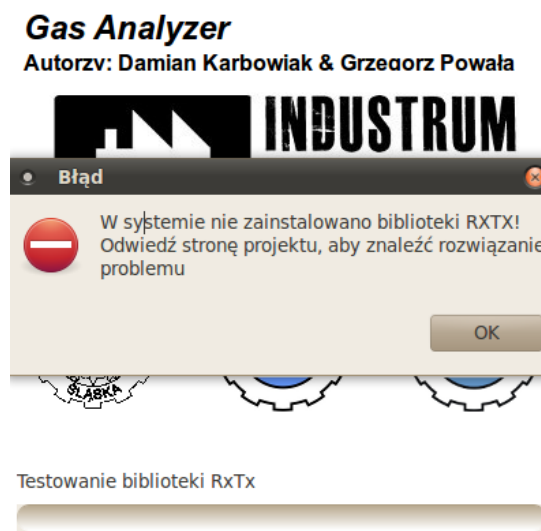 Gas Analyzer
Autorzy: Damian Karbowiak & Grzegorz Powała
INDUSTRUM
Błąd
W systemie nie zainstalowano biblioteki RXTX!
Odwiedź stronę projektu, aby znaleźć rozwiązanie
problemu
OK
ŚLĄSKA
Testowanie biblioteki RxTx